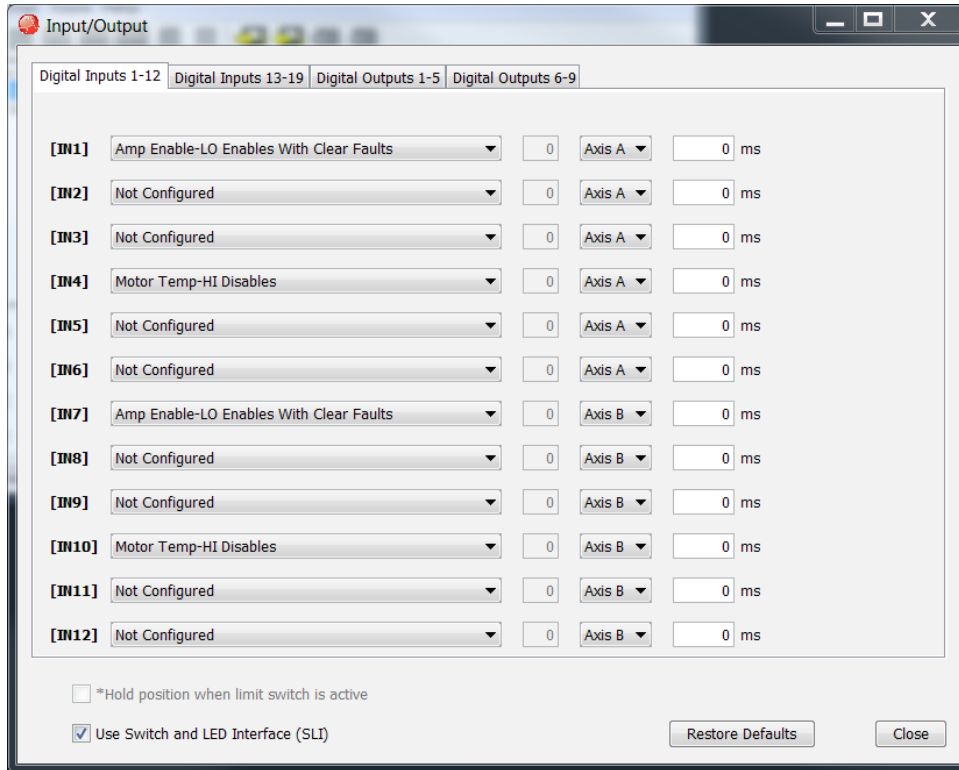 Input/Output
Digital Inputs 1-12 Digital Inputs 13-19 Digital Outputs 1-5 Digital Outputs 6-9
[IN1] Amp Enable-LO Enables With Clear Faults 0 Axis A 0 ms
[IN2] Not Configured 0 Axis A 0 ms
[IN3] Not Configured 0 Axis A 0 ms
[IN4] Motor Temp-HI Disables 0 Axis A 0 ms
[IN5] Not Configured 0 Axis A 0 ms
[IN6] Not Configured 0 Axis A 0 ms
[IN7] Amp Enable-LO Enables With Clear Faults 0 Axis B 0 ms
[IN8] Not Configured 0 Axis B 0 ms
[IN9] Not Configured 0 Axis B 0 ms
[IN10] Motor Temp-HI Disables 0 Axis B 0 ms
[IN11] Not Configured 0 Axis B 0 ms
[IN12] Not Configured 0 Axis B 0 ms
*Hold position when limit switch is active
Use Switch and LED Interface (SLI) Restore Defaults Close